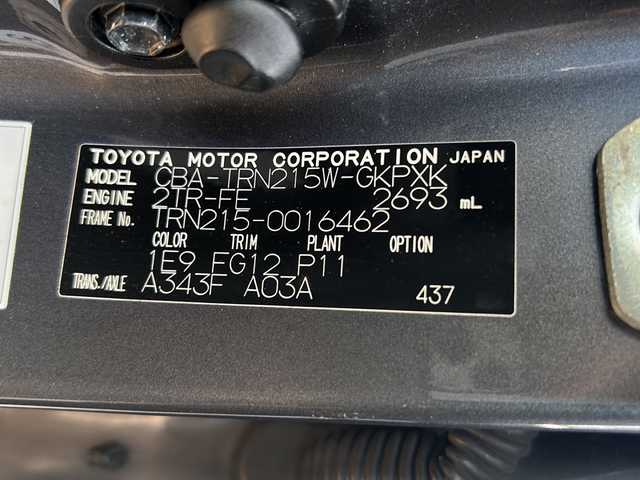 TOYOTA MOTOR CORPORATION JAPAN
MODEL CBA-TRN215W-GKPXK
ENGINE 2TR-FE 2693 mL
FRAME No. TRN215-0016462
COLOR TRIM PLANT OPTION
1E9 FG12 P11
TRANS./AXLE A343F A03A 437